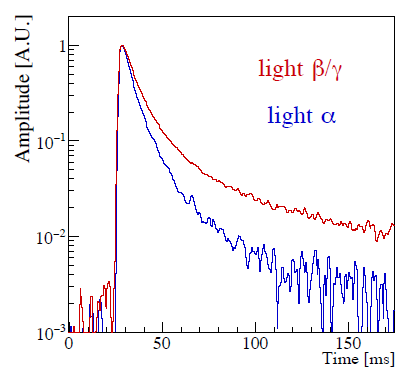 Amplitude [A.U.]
1
10⁻¹
10⁻²
10⁻³
light β/γ
light α
0 50 100 150
Time [ms]